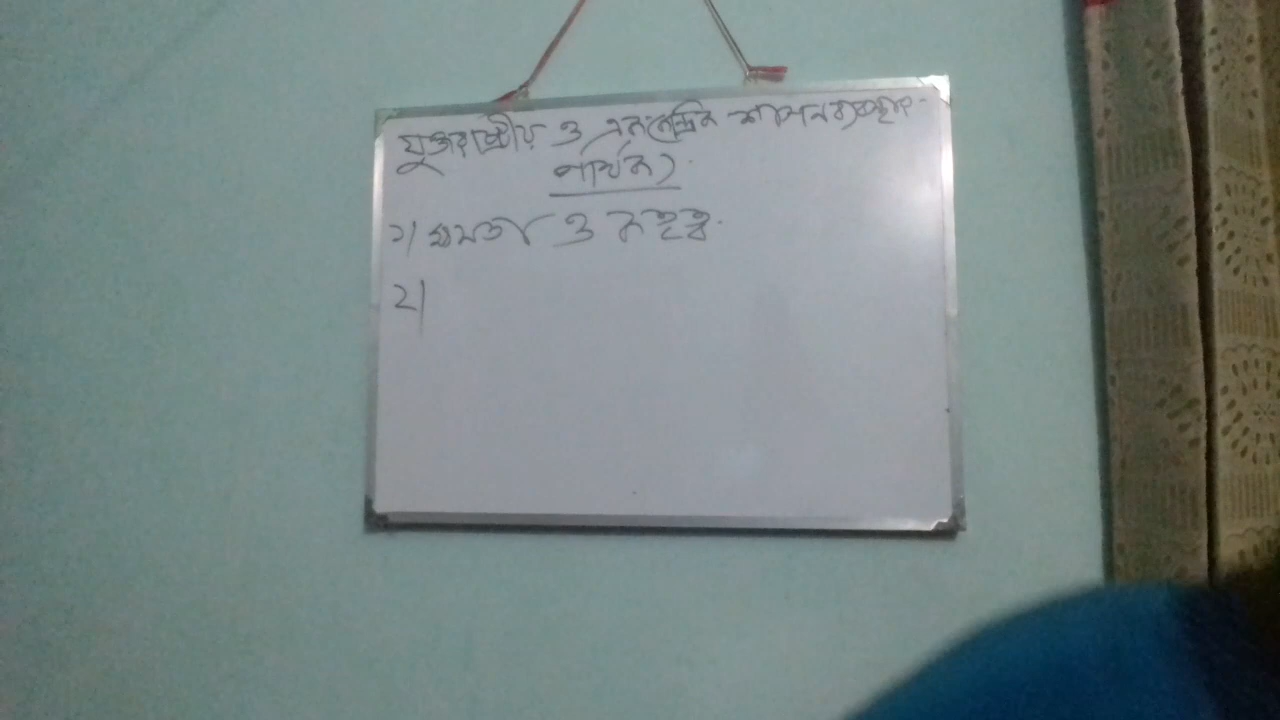 যুক্তরাষ্ট্রীয় ও এককেন্দ্রিক শাসনব্যবস্থার
পার্থক্য
১। ক্ষমতা ও কর্তৃত্ব
২।